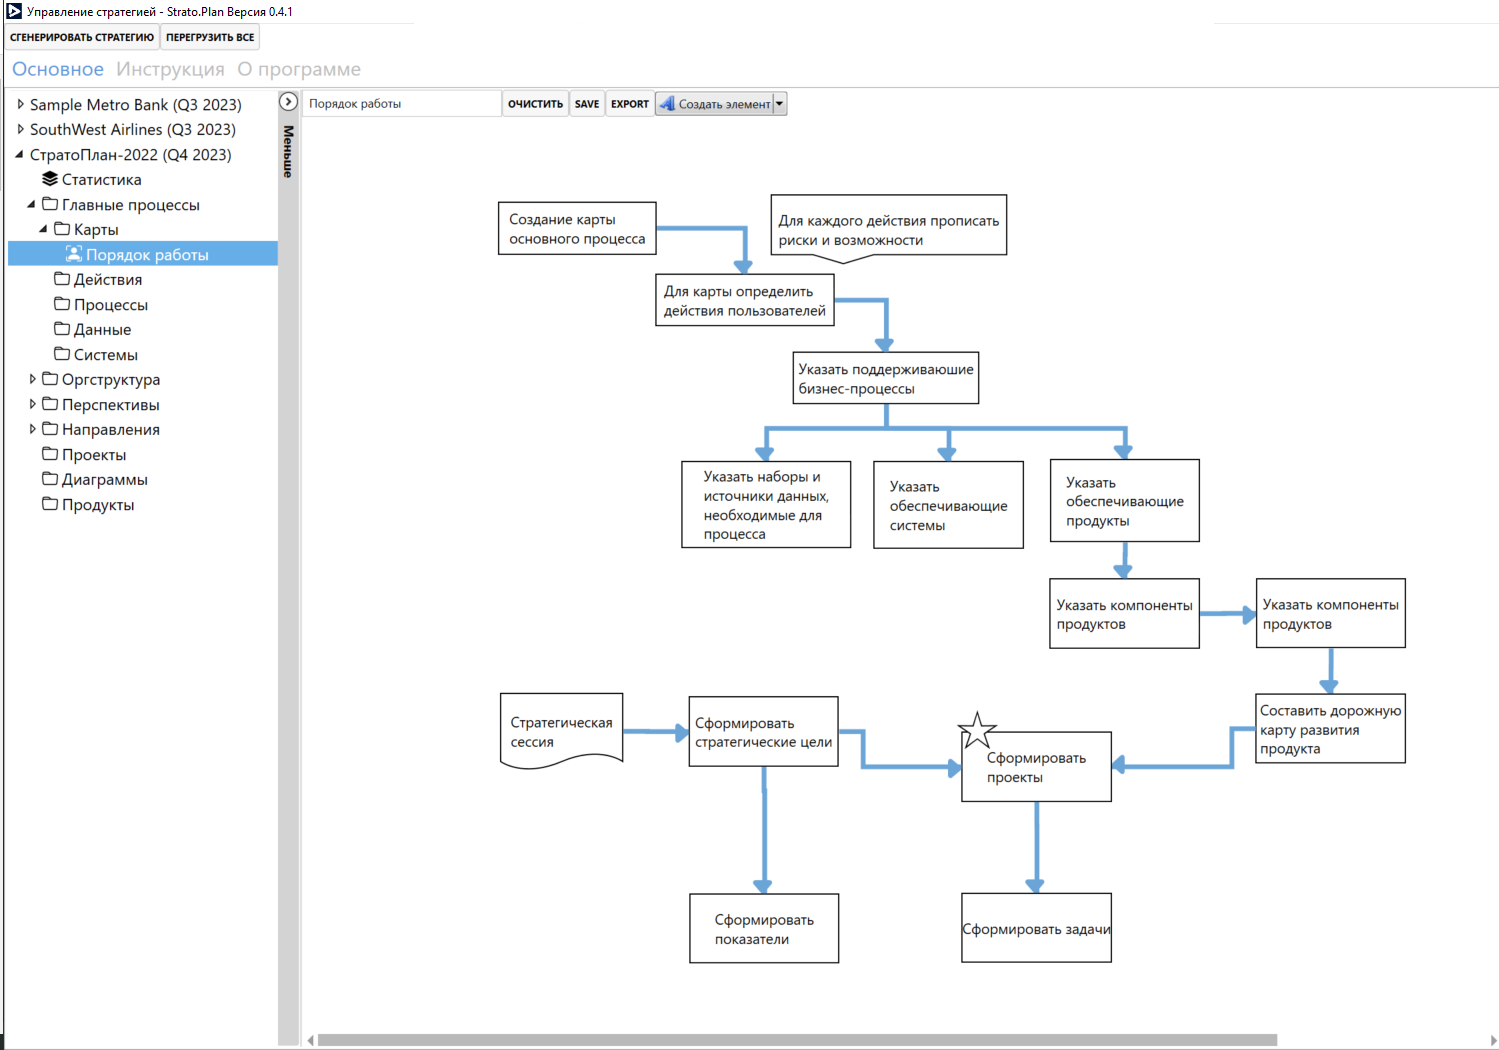 Управление стратегией - Strato.Plan Версия 0.4.1
СГЕНЕРИРОВАТЬ СТРАТЕГИЮ
ПЕРЕГРУЗИТЬ ВСЕ
Основное Инструкция О программе
Sample Metro Bank (Q3 2023)
SouthWest Airlines (Q3 2023)
СтратоПлан-2022 (Q4 2023)
Статистика
Главные процессы
Карты
Порядок работы
Действия
Процессы
Данные
Системы
Оргструктура
Перспективы
Направления
Проекты
Диаграммы
Продукты
Меньше
Порядок работы
ОЧИСТИТЬ
SAVE
EXPORT
Создать элемент
Создание карты
основного процесса
Для каждого действия прописать
риски и возможности
Для карты определить
действия пользователей
Указать поддерживаюшие
бизнес-процессы
Указать наборы и
источники данных,
необходимые для
процесса
Указать
обеспечивающие
системы
Указать
обеспечивающие
продукты
Указать компоненты
продуктов
Указать компоненты
продуктов
Стратегическая
сессия
Сформировать
стратегические цели
Сформировать
проекты
Составить дорожную
карту развития
продукта
Сформировать
показатели
Сформировать задачи